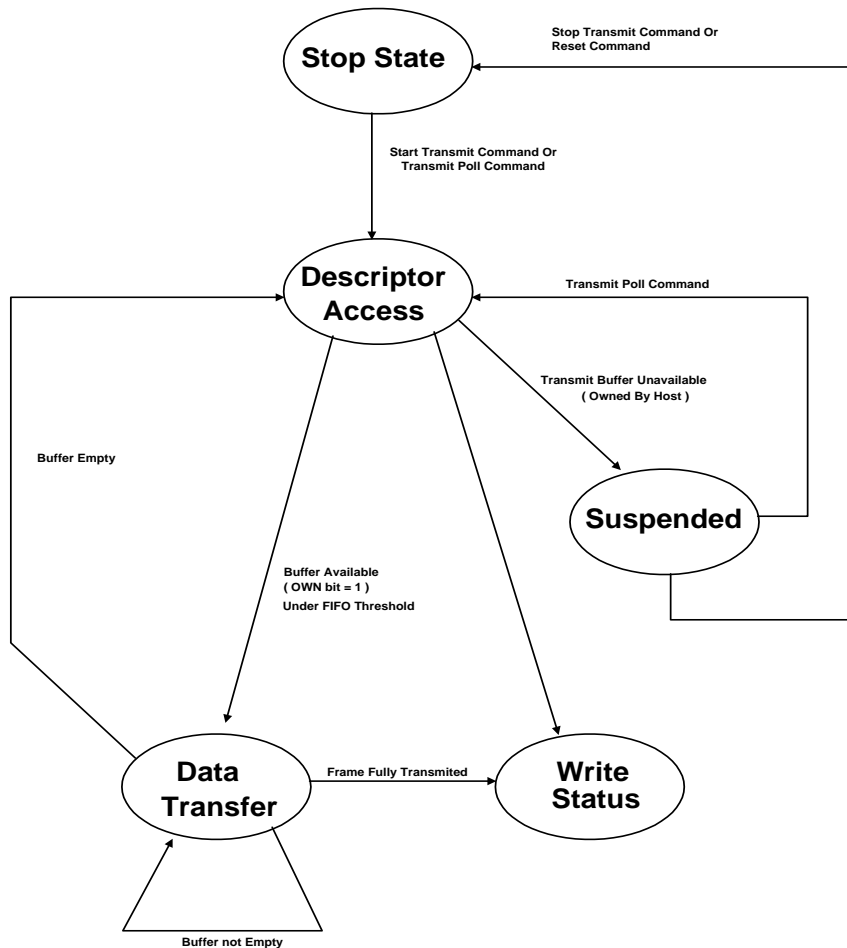 Stop Transmit Command Or
Reset Command
Stop State
Start Transmit Command Or
Transmit Poll Command
Descriptor
Access
Transmit Poll Command
Transmit Buffer Unavailable
( Owned By Host )
Buffer Empty
Suspended
Buffer Available
( OWN bit = 1 )
Under FIFO Threshold
Data
Transfer
Frame Fully Transmited
Write
Status
Buffer not Empty